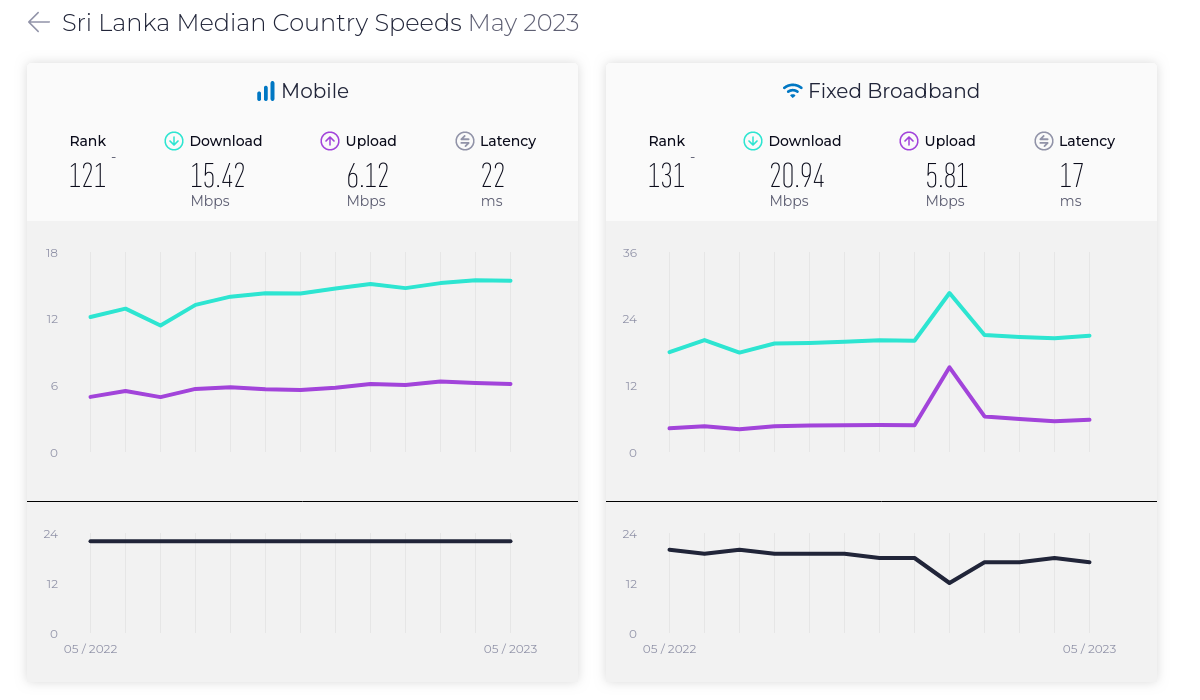 Sri Lanka Median Country Speeds May 2023
Mobile
Rank Download Upload Latency
121 - 15.42 6.12 22
Mbps Mbps ms
18
12
6
0
24
12
0
05 / 2022 05 / 2023
Fixed Broadband
Rank Download Upload Latency
131 - 20.94 5.81 17
Mbps Mbps ms
36
24
12
0
24
12
0
05 / 2022 05 / 2023